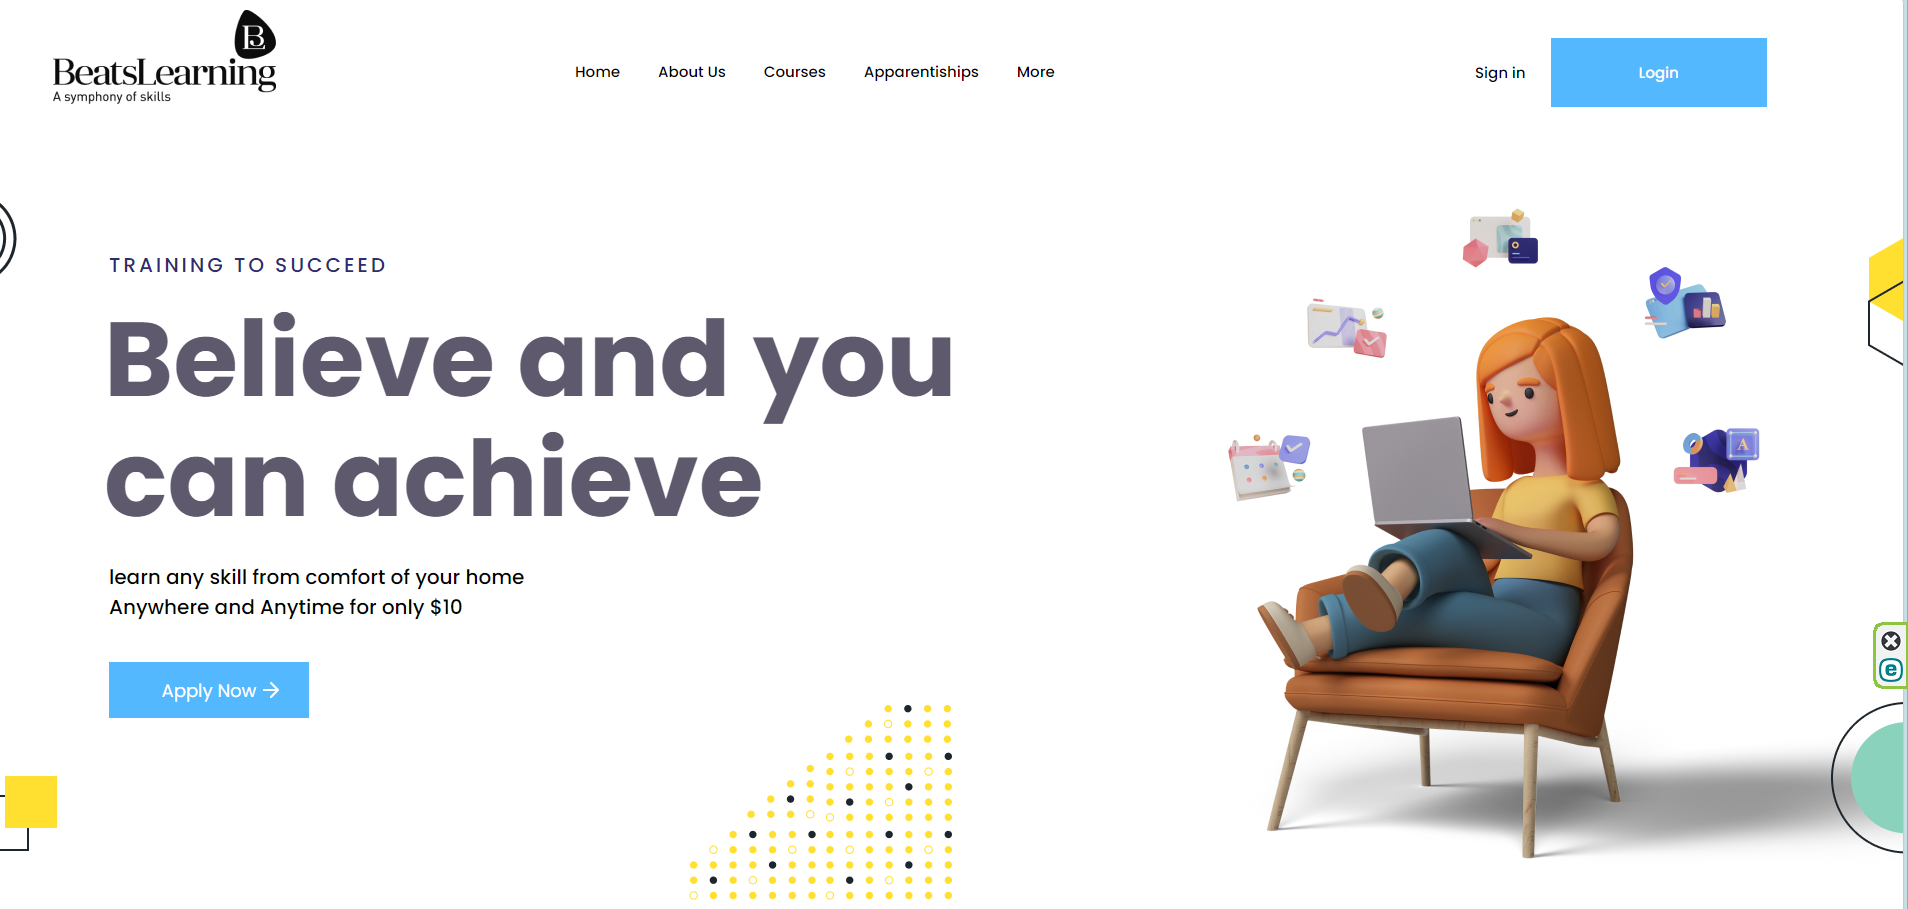 B
BeatsLearning
A symphony of skills
Home About Us Courses Apparentiships More
Sign in Login
TRAINING TO SUCCEED
Believe and you
can achieve
learn any skill from comfort of your home
Anywhere and Anytime for only $10
Apply Now →
A
e